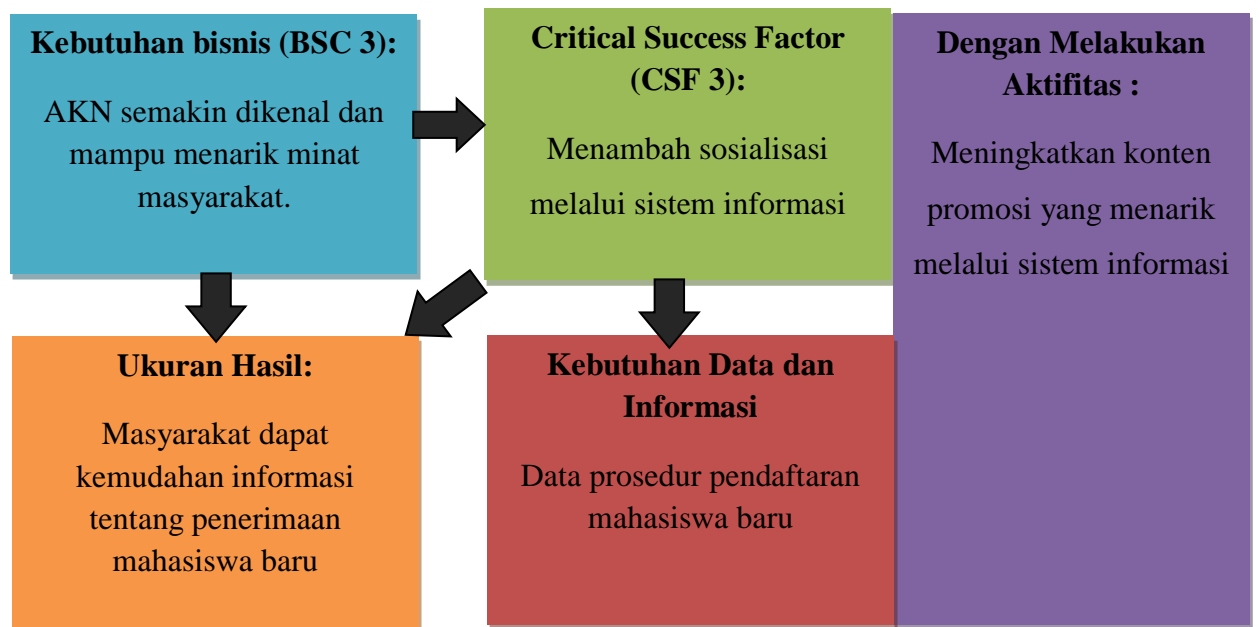 Kebutuhan bisnis (BSC 3):
AKN semakin dikenal dan
mampu menarik minat
masyarakat.
Critical Success Factor
(CSF 3):
Menambah sosialisasi
melalui sistem informasi
Dengan Melakukan
Aktifitas :
Meningkatkan konten
promosi yang menarik
melalui sistem informasi
Ukuran Hasil:
Masyarakat dapat
kemudahan informasi
tentang penerimaan
mahasiswa baru
Kebutuhan Data dan
Informasi
Data prosedur pendaftaran
mahasiswa baru